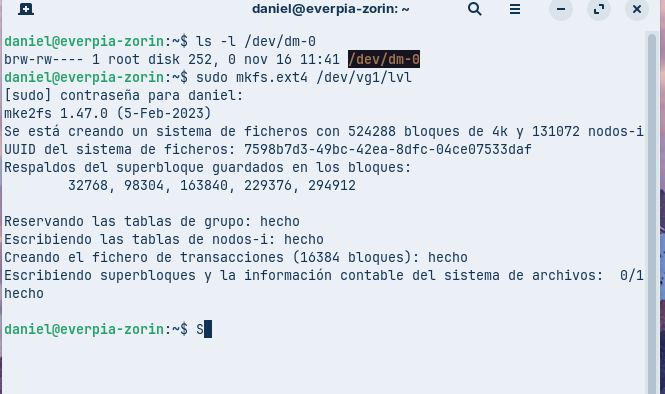 daniel@everpia-zorin: ~
daniel@everpia-zorin:~$ ls -l /dev/dm-0
brw-rw---- 1 root disk 252, 0 nov 16 11:41 /dev/dm-0
daniel@everpia-zorin:~$ sudo mkfs.ext4 /dev/vg1/lvl
[sudo] contraseña para daniel:
mke2fs 1.47.0 (5-Feb-2023)
Se está creando un sistema de ficheros con 524288 bloques de 4k y 131072 nodos-i
UUID del sistema de ficheros: 7598b7d3-49bc-42ea-8dfc-04ce07533daf
Respaldos del superbloque guardados en los bloques:
32768, 98304, 163840, 229376, 294912
Reservando las tablas de grupo: hecho
Escribiendo las tablas de nodos-i: hecho
Creando el fichero de transacciones (16384 bloques): hecho
Escribiendo superbloques y la información contable del sistema de archivos:  0/1
hecho
daniel@everpia-zorin:~$ S